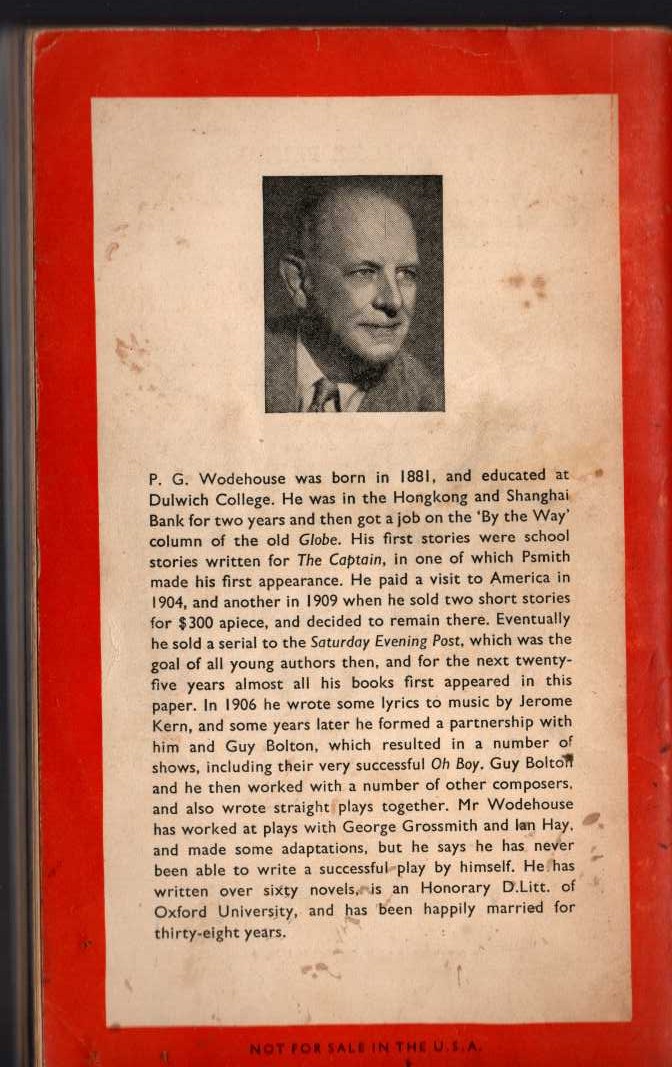 P. G. Wodehouse was born in 1881, and educated at
Dulwich College. He was in the Hongkong and Shanghai
Bank for two years and then got a job on the 'By the Way'
column of the old Globe. His first stories were school
stories written for The Captain, in one of which Psmith
made his first appearance. He paid a visit to America in
1904, and another in 1909 when he sold two short stories
for $300 apiece, and decided to remain there. Eventually
he sold a serial to the Saturday Evening Post, which was the
goal of all young authors then, and for the next twenty-
five years almost all his books first appeared in this
paper. In 1906 he wrote some lyrics to music by Jerome
Kern, and some years later he formed a partnership with
him and Guy Bolton, which resulted in a number of
shows, including their very successful Oh Boy. Guy Bolton
and he then worked with a number of other composers,
and also wrote straight plays together. Mr Wodehouse
has worked at plays with George Grossmith and Ian Hay,
and made some adaptations, but he says he has never
been able to write a successful play by himself. He has
written over sixty novels, is an Honorary D.Litt. of
Oxford University, and has been happily married for
thirty-eight years.
NOT FOR SALE IN THE U.S.A.